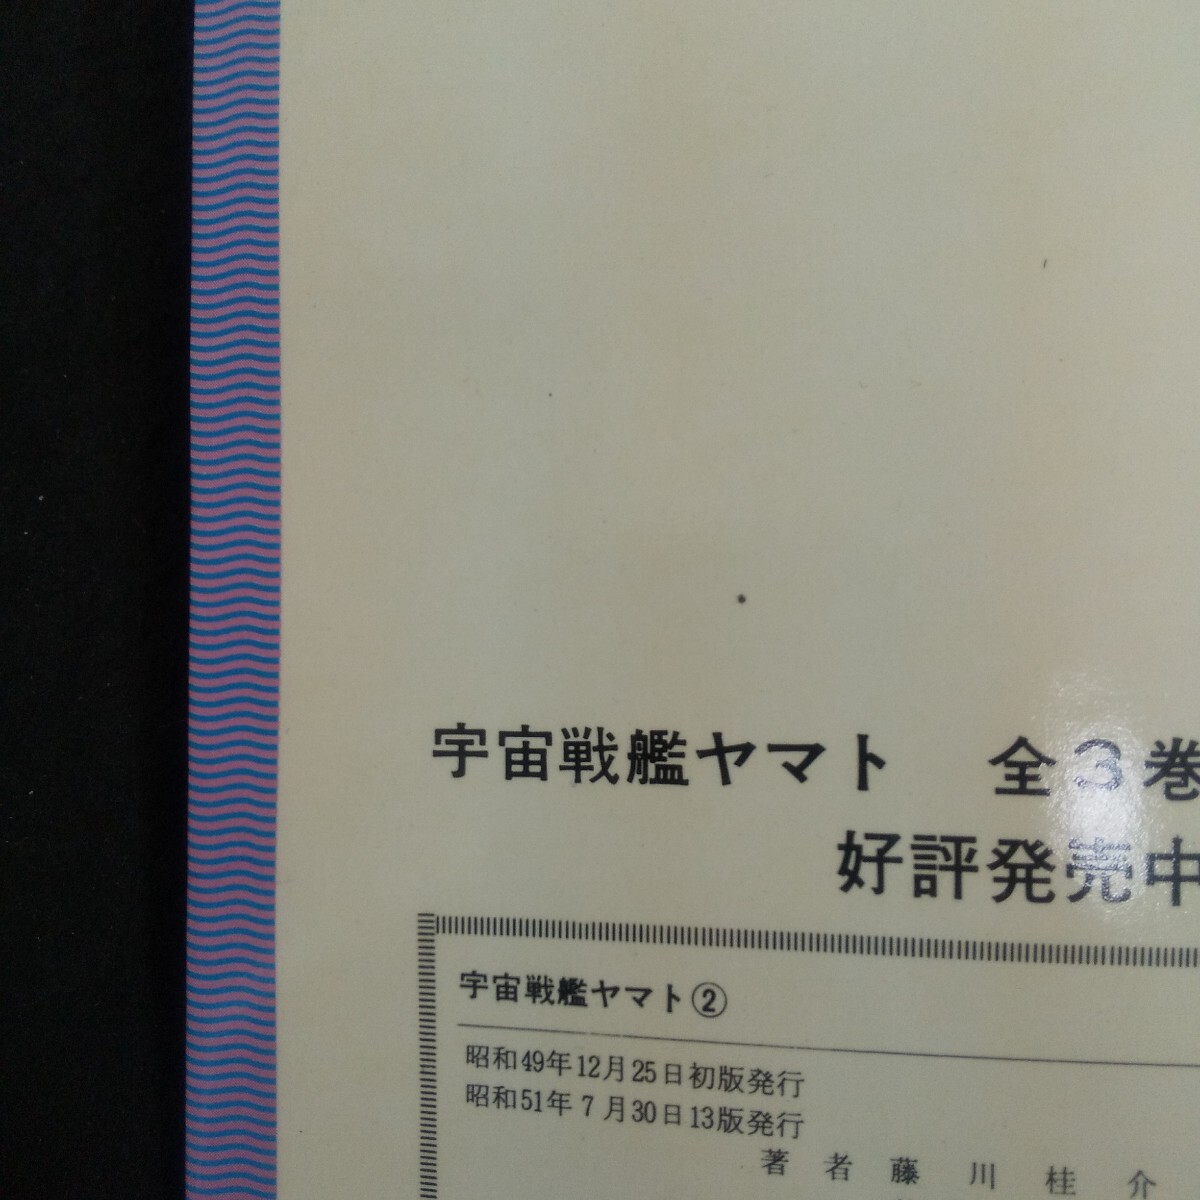 宇宙戦艦ヤマト　全3巻
好評発売中
宇宙戦艦ヤマト②
昭和49年12月25日初版発行
昭和51年7月30日13版発行
著者 藤川桂介